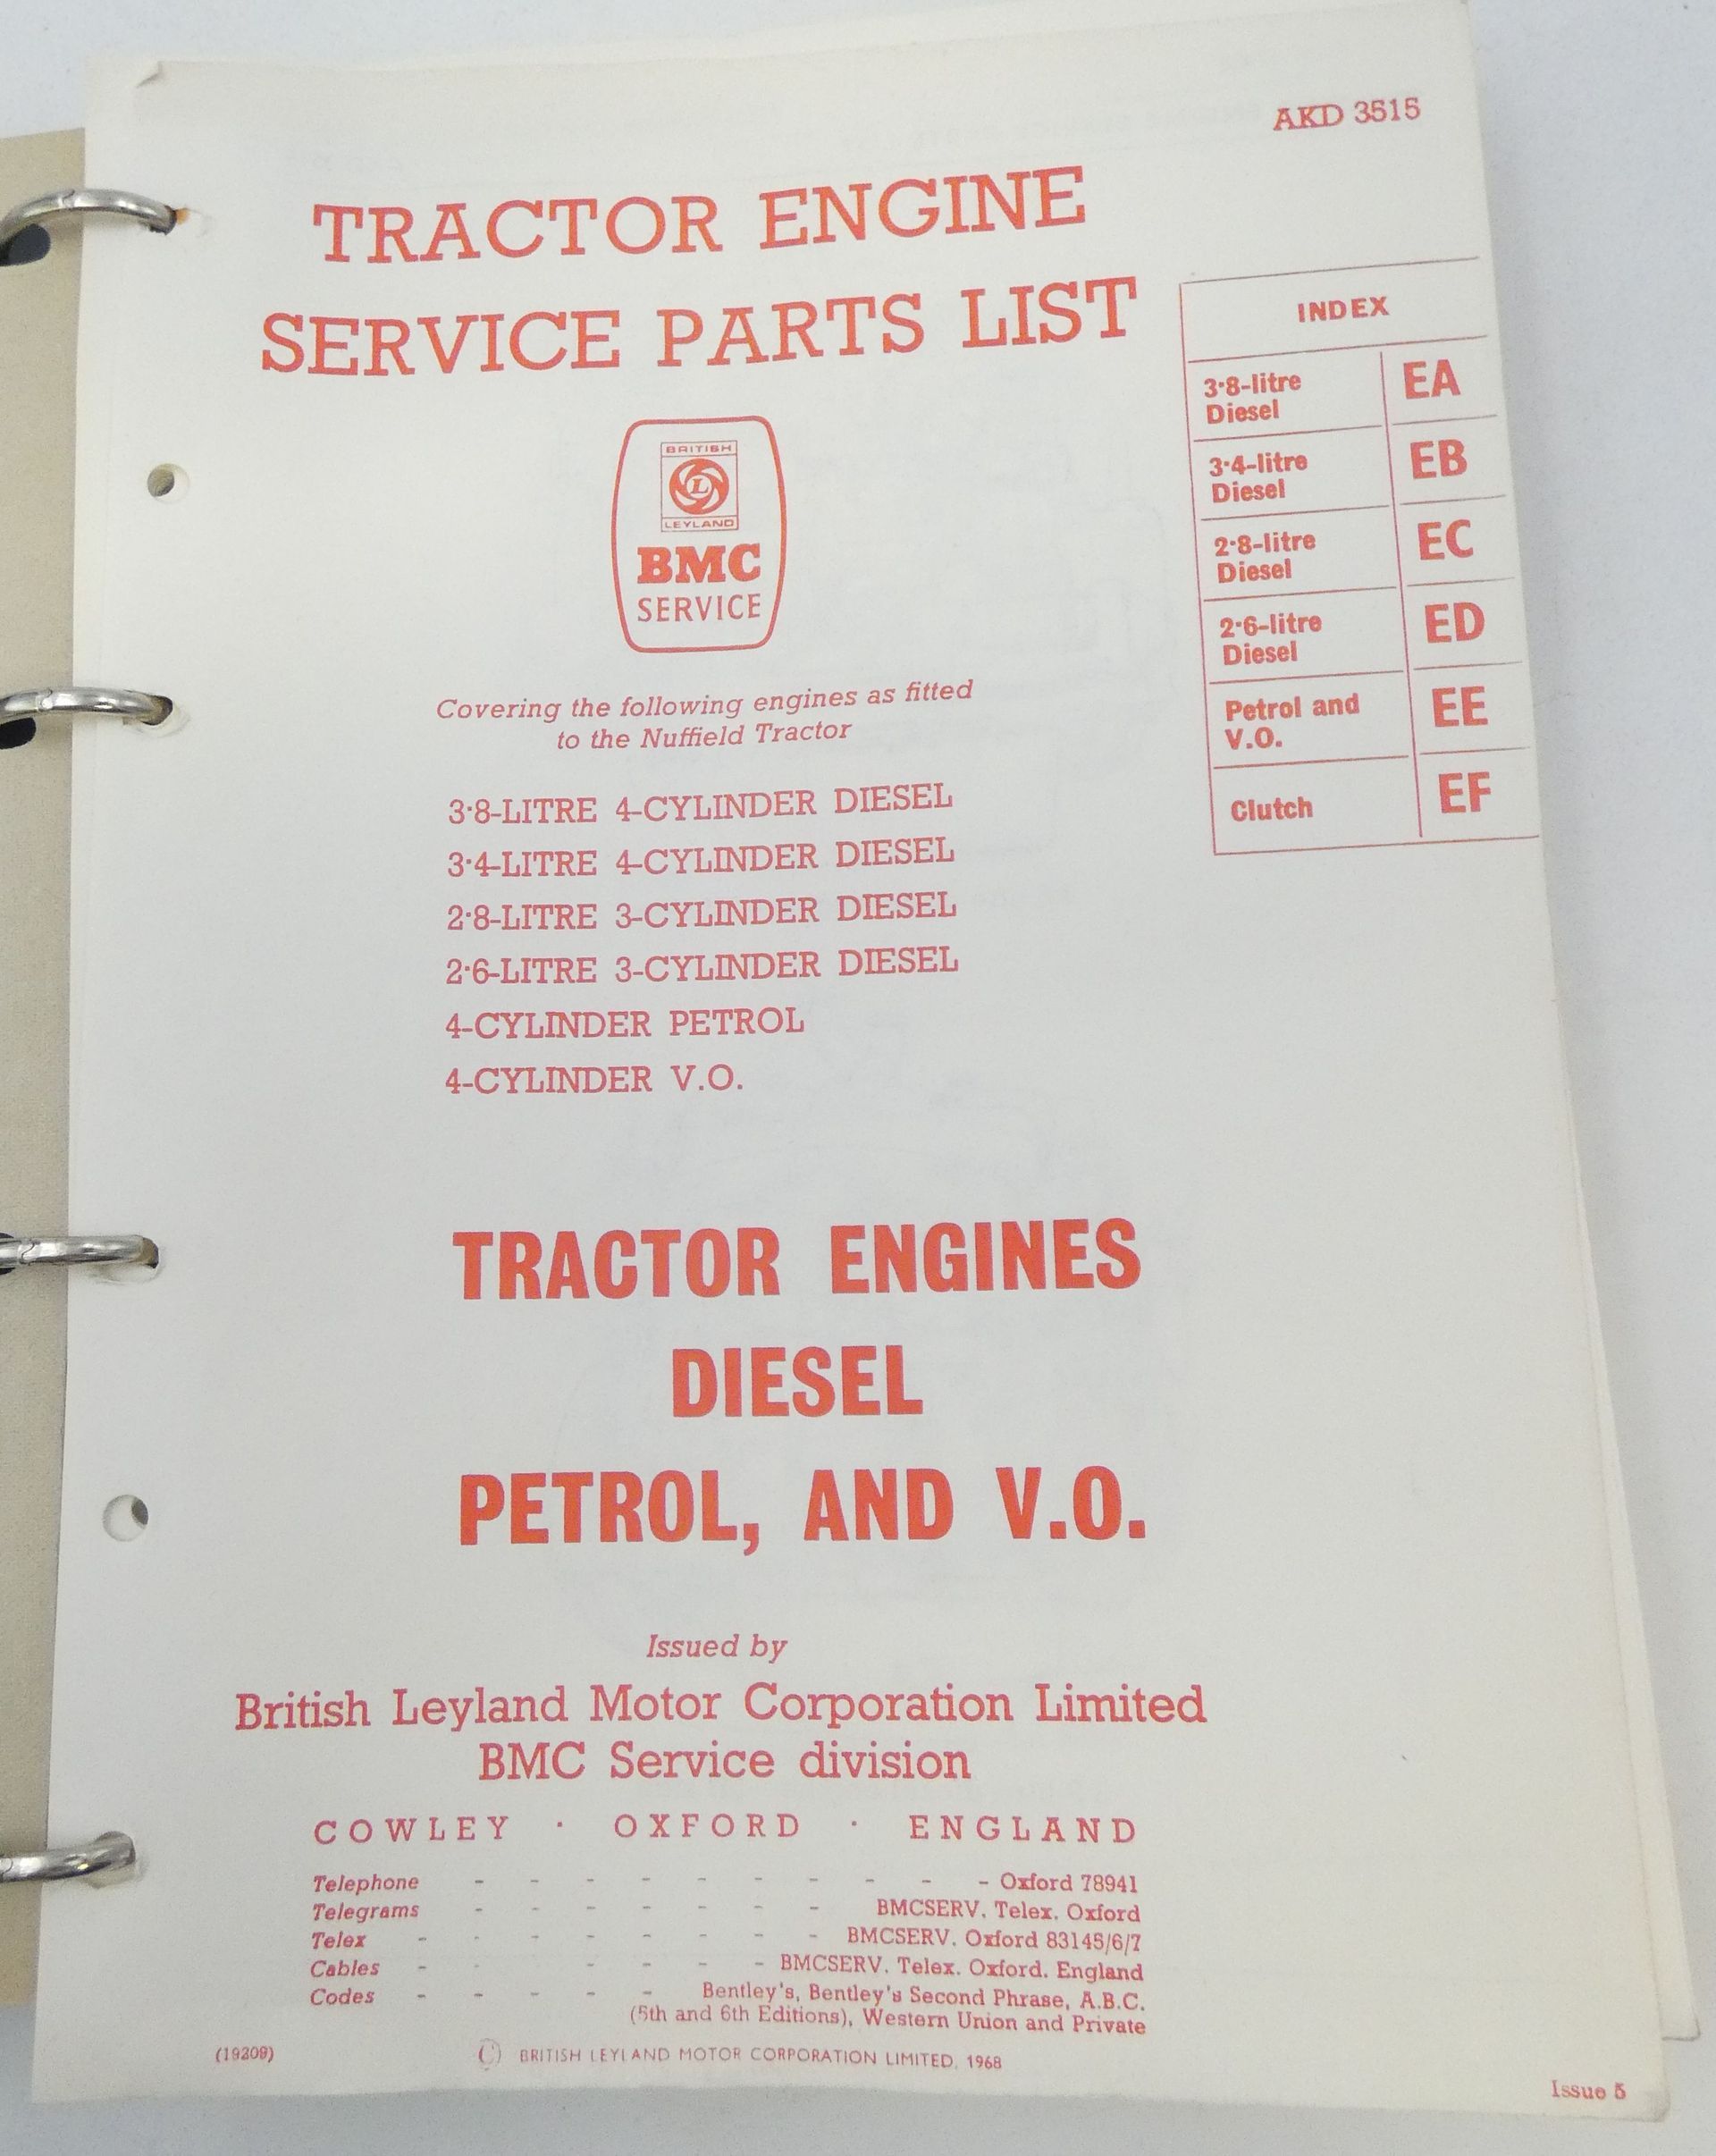 AKD 3515
TRACTOR ENGINE
SERVICE PARTS LIST
BRITISH
L
LEYLAND
BMC
SERVICE
INDEX
3·8-litre
Diesel
EA
3·4-litre
Diesel
EB
2·8-litre
Diesel
EC
2·6-litre
Diesel
ED
Petrol and
V.O.
EE
Clutch
EF
Covering the following engines as fitted
to the Nuffield Tractor
3·8-LITRE 4-CYLINDER DIESEL
3·4-LITRE 4-CYLINDER DIESEL
2·8-LITRE 3-CYLINDER DIESEL
2·6-LITRE 3-CYLINDER DIESEL
4-CYLINDER PETROL
4-CYLINDER V.O.
TRACTOR ENGINES
DIESEL
PETROL, AND V.O.
Issued by
British Leyland Motor Corporation Limited
BMC Service division
COWLEY · OXFORD · ENGLAND
Telephone - - - - - - - - - - Oxford 78941
Telegrams - - - - - - - BMCSERV. Telex. Oxford
Telex - - - - - - - - BMCSERV. Oxford 83145/6/7
Cables - - - - - - BMCSERV. Telex. Oxford. England
Codes - - - - - Bentley's, Bentley's Second Phrase, A.B.C.
(5th and 6th Editions), Western Union and Private
(19209)
© BRITISH LEYLAND MOTOR CORPORATION LIMITED, 1968
Issue 5